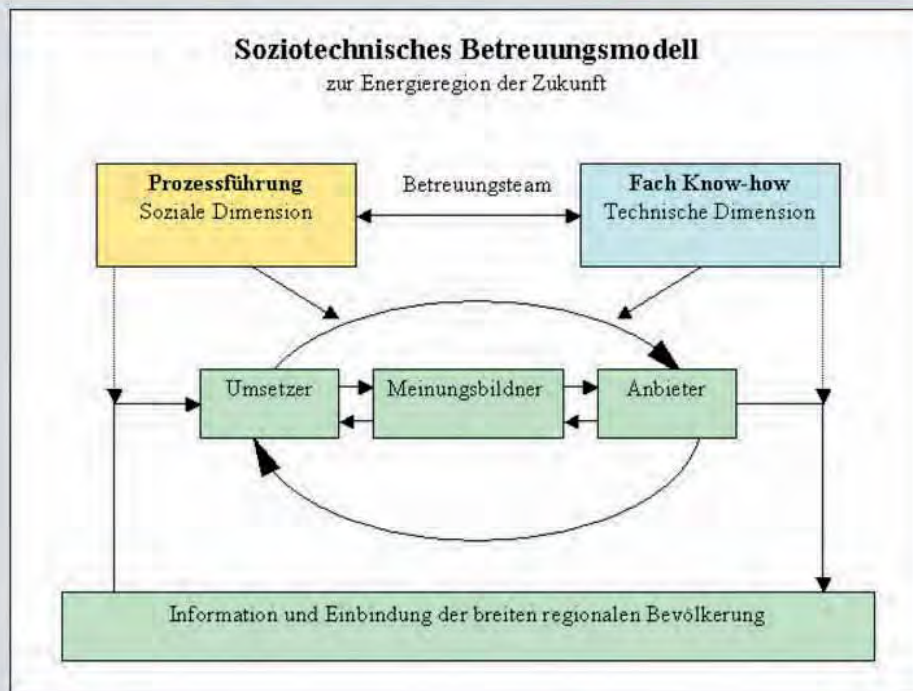 Soziotechnisches Betreuungsmodell
zur Energieregion der Zukunft
Prozessführung
Soziale Dimension
Betreuungsteam
Fach Know-how
Technische Dimension
Umsetzer
Meinungsbildner
Anbieter
Information und Einbindung der breiten regionalen Bevölkerung